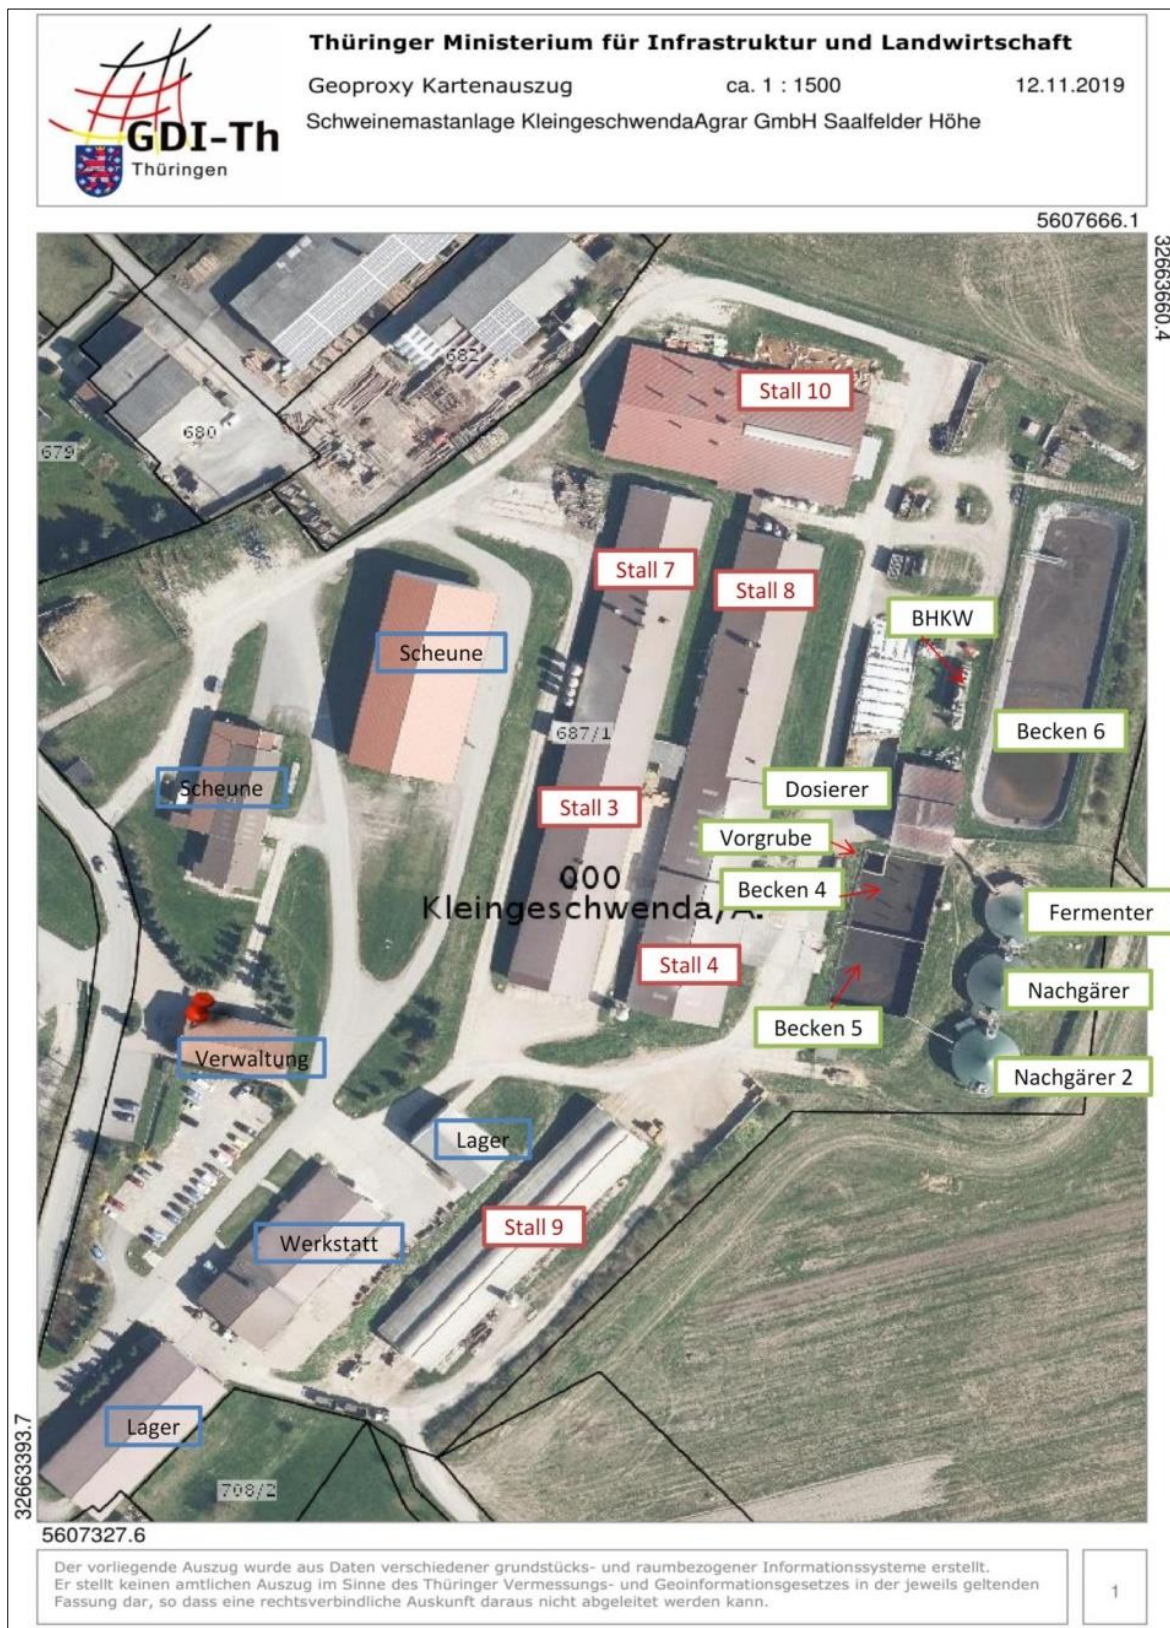 Thüringer Ministerium für Infrastruktur und Landwirtschaft
Geoproxy Kartenauszug ca. 1 : 1500 12.11.2019
Schweinemastanlage KleingeschwendaAgrar GmbH Saalfelder Höhe
GDI-Th
Thüringen
5607666.1
32663660.4
682
680
679
Stall 10
Stall 7
Stall 8
BHKW
Scheune
687/1
Becken 6
Scheune
Dosierer
Stall 3
Vorgrube
000
Becken 4
Kleingeschwenda/A.
Fermenter
Stall 4
Nachgärer
Becken 5
Verwaltung
Nachgärer 2
Lager
Stall 9
Werkstatt
Lager
708/2
32663393.7
5607327.6
Der vorliegende Auszug wurde aus Daten verschiedener grundstücks- und raumbezogener Informationssysteme erstellt.
Er stellt keinen amtlichen Auszug im Sinne des Thüringer Vermessungs- und Geoinformationsgesetzes in der jeweils geltenden
Fassung dar, so dass eine rechtsverbindliche Auskunft daraus nicht abgeleitet werden kann.
1